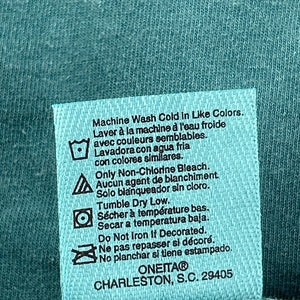 Machine Wash Cold in Like Colors.
Laver à la machine à l'eau froide
avec couleurs semblables.
Lavadora con agua fria
con colores similares.
Only Non-Chlorine Bleach.
Aucun agent de blanchiment.
Solo blanqueador sin cloro.
Tumble Dry Low.
Sécher à température bas.
Secar a temperatura baja.
Do Not Iron if Decorated.
Ne pas repasser si décoré.
No planchar si tiene estampado
ONEITA®
CHARLESTON, S.C. 29405